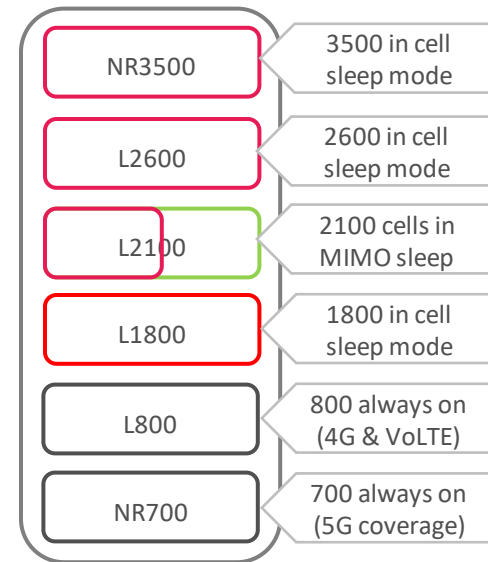 NR3500
3500 in cell
sleep mode
L2600
2600 in cell
sleep mode
L2100
2100 cells in
MIMO sleep
L1800
1800 in cell
sleep mode
L800
800 always on
(4G & VoLTE)
NR700
700 always on
(5G coverage)